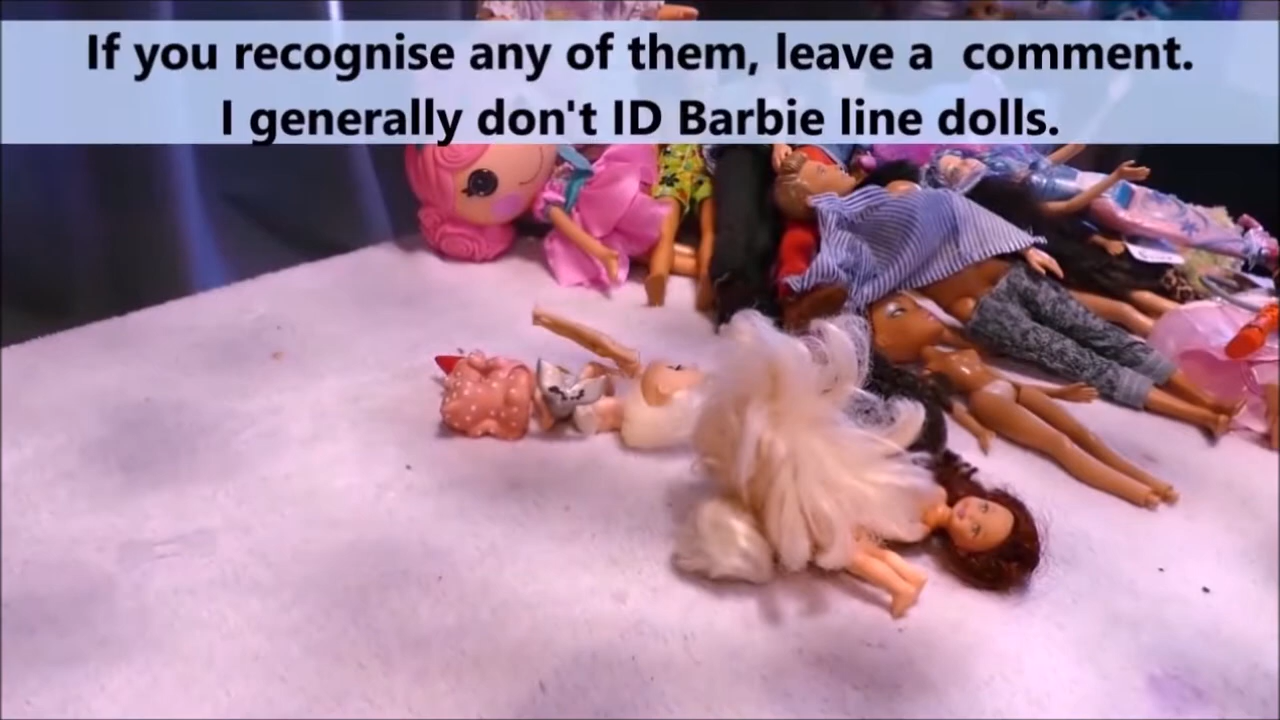 If you recognise any of them, leave a  comment.
I generally don't ID Barbie line dolls.